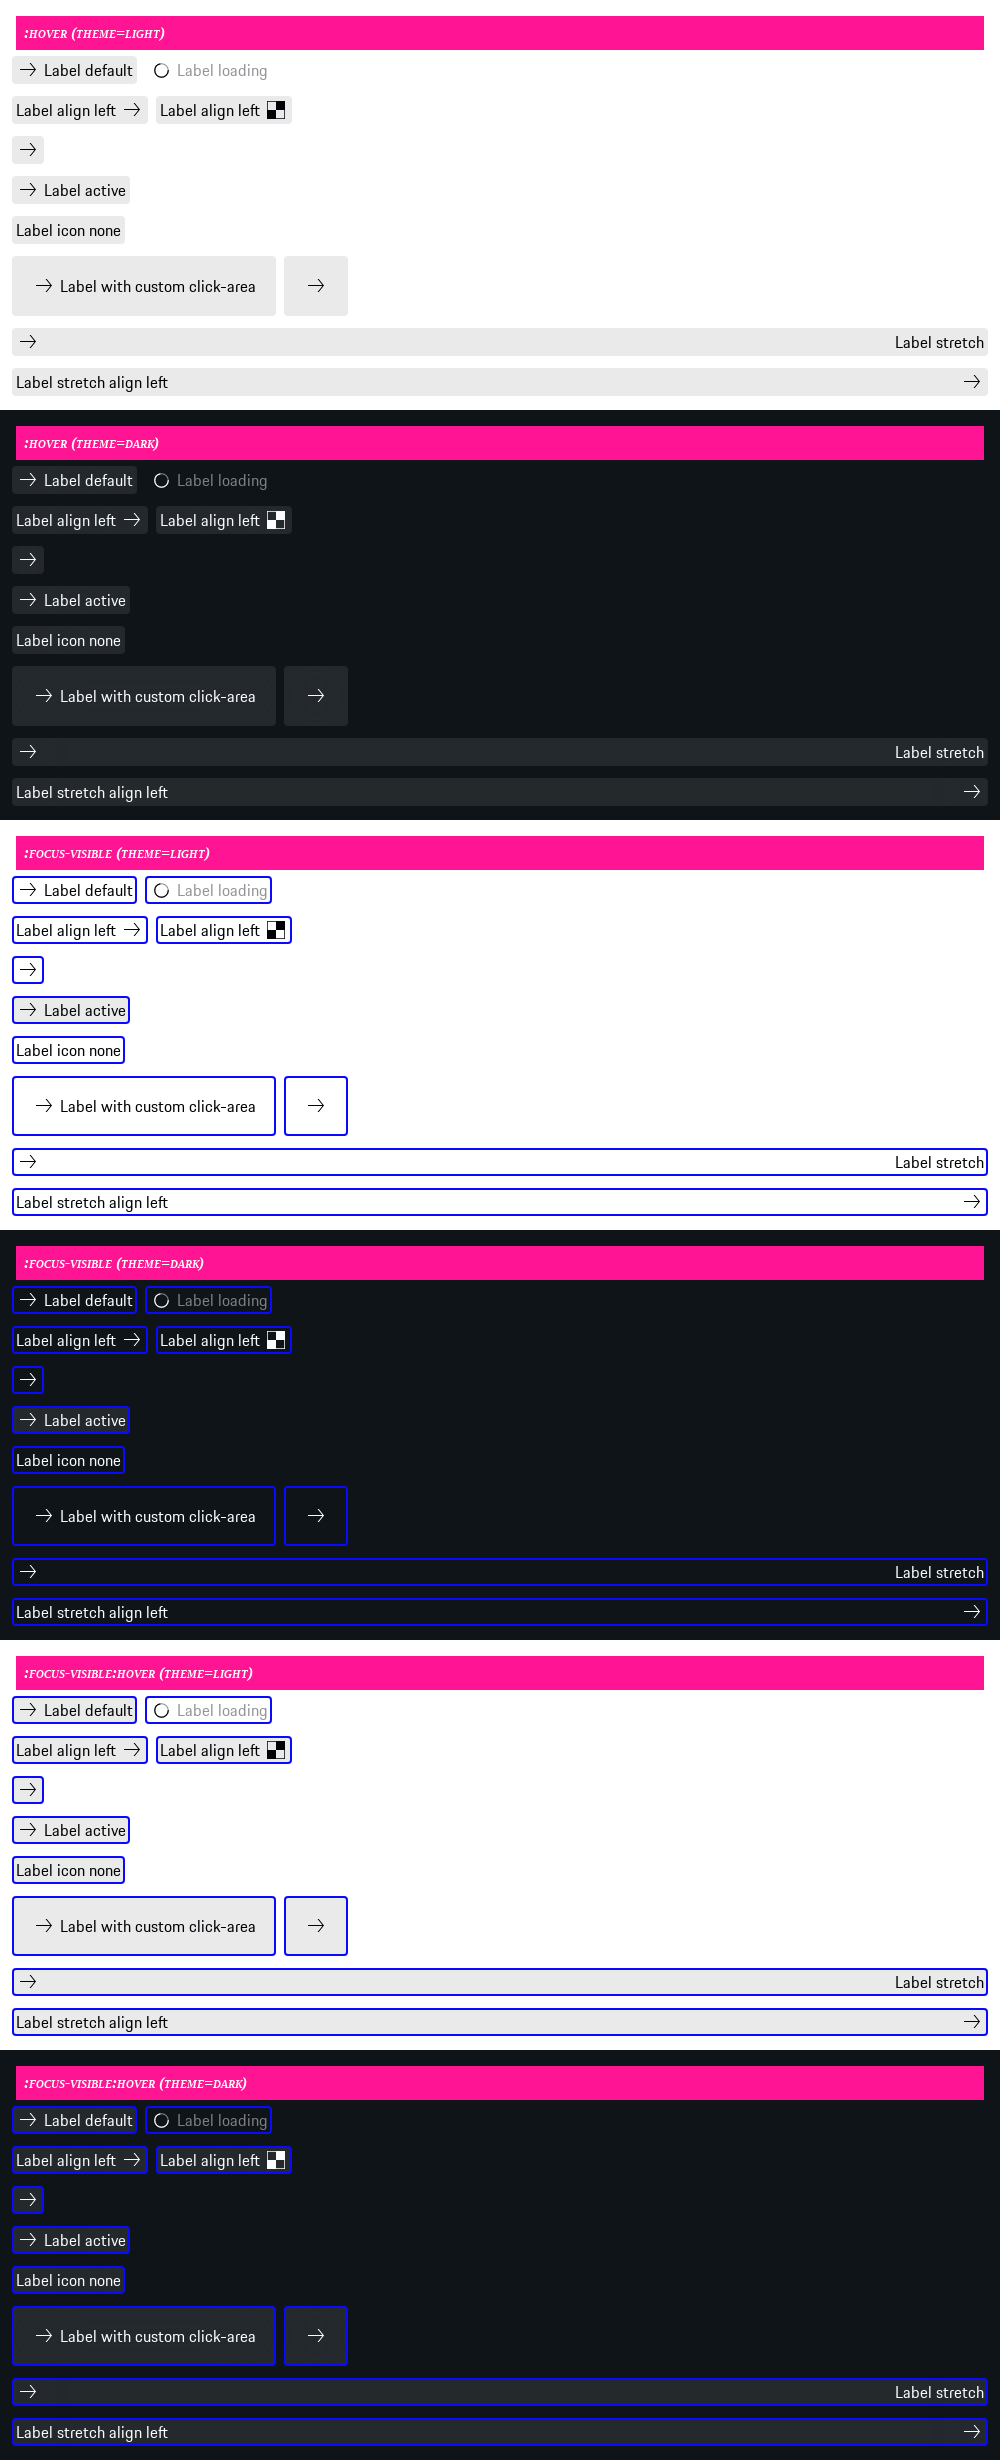 :HOVER (THEME=LIGHT)
Label default Label loading
Label align left Label align left
Label active
Label icon none
Label with custom click-area
Label stretch
Label stretch align left
:HOVER (THEME=DARK)
Label default Label loading
Label align left Label align left
Label active
Label icon none
Label with custom click-area
Label stretch
Label stretch align left
:FOCUS-VISIBLE (THEME=LIGHT)
Label default Label loading
Label align left Label align left
Label active
Label icon none
Label with custom click-area
Label stretch
Label stretch align left
:FOCUS-VISIBLE (THEME=DARK)
Label default Label loading
Label align left Label align left
Label active
Label icon none
Label with custom click-area
Label stretch
Label stretch align left
:FOCUS-VISIBLE:HOVER (THEME=LIGHT)
Label default Label loading
Label align left Label align left
Label active
Label icon none
Label with custom click-area
Label stretch
Label stretch align left
:FOCUS-VISIBLE:HOVER (THEME=DARK)
Label default Label loading
Label align left Label align left
Label active
Label icon none
Label with custom click-area
Label stretch
Label stretch align left